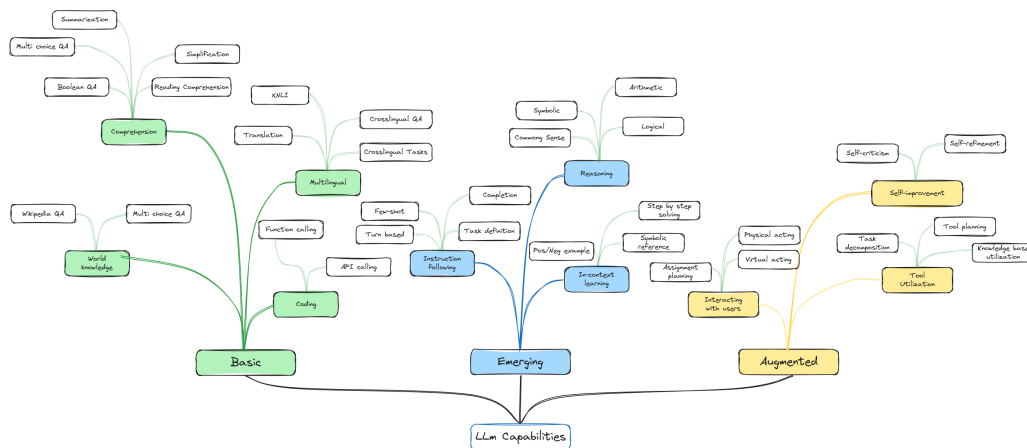 Summarization
Multi choice QA
Simplification
Boolean QA
Reading Comprehension
Comprehension
XNLI
Crosslingual QA
Translation
Crosslingual Tasks
Multilingual
Wikipedia QA
Multi choice QA
World
knowledge
Function calling
API calling
Coding
Basic
Arithmetic
Symbolic
Logical
Commony Sense
Reasoning
Completion
Few-shot
Turn based
Task definition
Instruction
Following
Step by step
solving
Symbolic
reference
Pos/Neg example
In-context
learning
Emerging
Self-criticism
Self-refinement
Self-improvement
Physical acting
Virtual acting
Assignment
planning
Interacting
with users
Tool planning
Task
decomposition
Knowledge base
utilization
Tool
Utilization
Augmented
LLm Capabilities